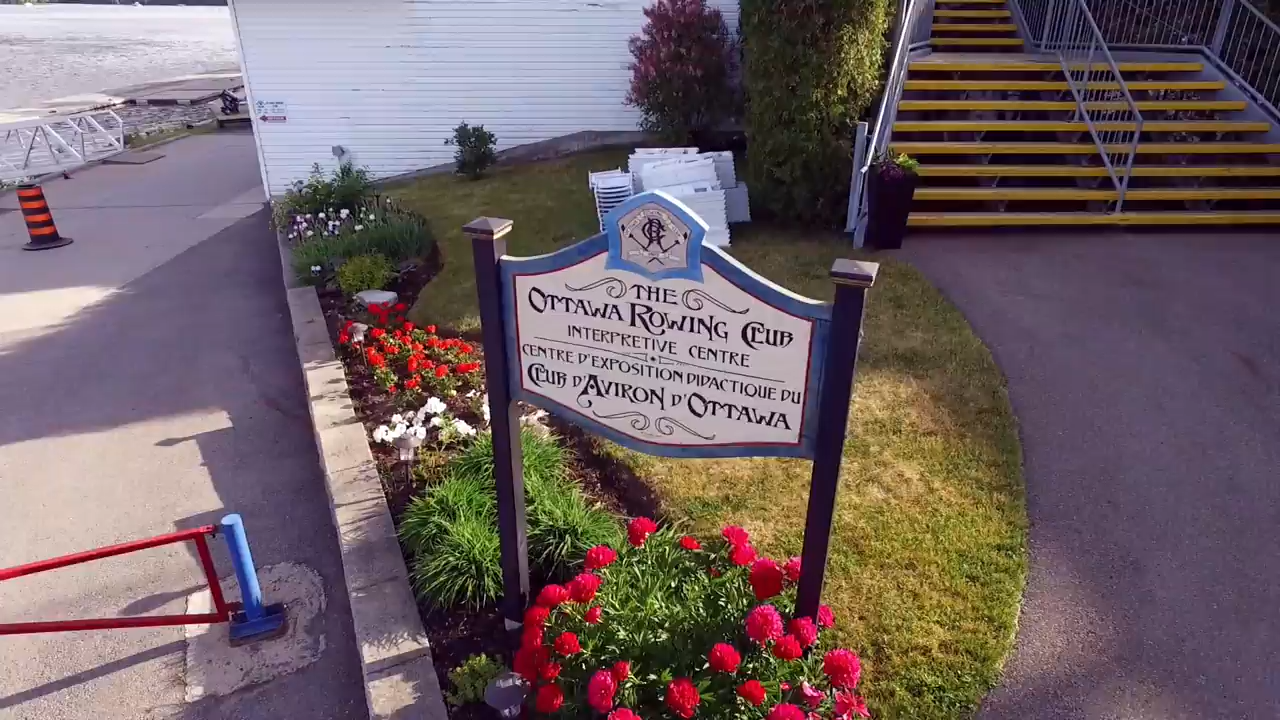 THE
OTTAWA ROWING CLUB
INTERPRETIVE CENTRE
CENTRE D'EXPOSITION DIDACTIQUE DU
CLUB D'AVIRON D'OTTAWA